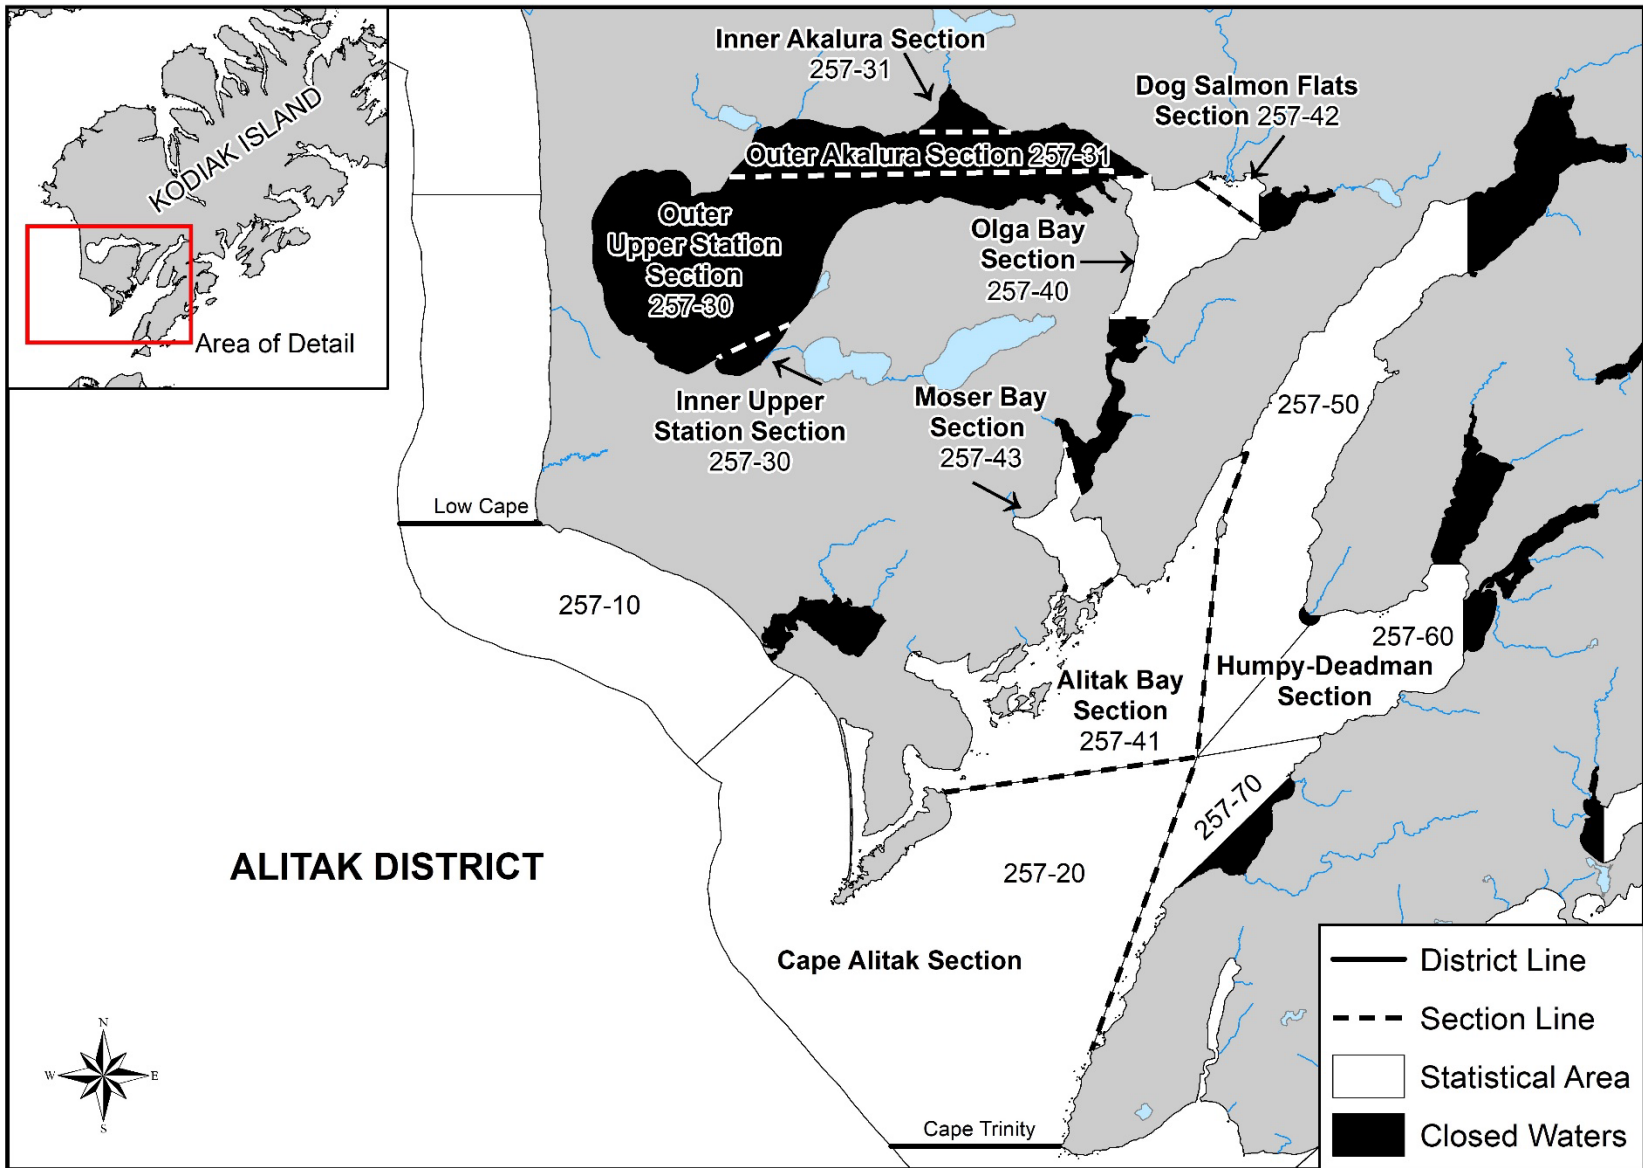 KODIAK ISLAND
Area of Detail
Inner Akalura Section
257-31
Dog Salmon Flats
Section 257-42
Outer Akalura Section 257-31
Outer
Upper Station
Section
257-30
Olga Bay
Section
257-40
Inner Upper
Station Section
257-30
Moser Bay
Section
257-43
257-50
Low Cape
257-10
257-60
Humpy-Deadman
Section
Alitak Bay
Section
257-41
257-70
ALITAK DISTRICT
257-20
Cape Alitak Section
Cape Trinity
N
W
E
S
District Line
Section Line
Statistical Area
Closed Waters